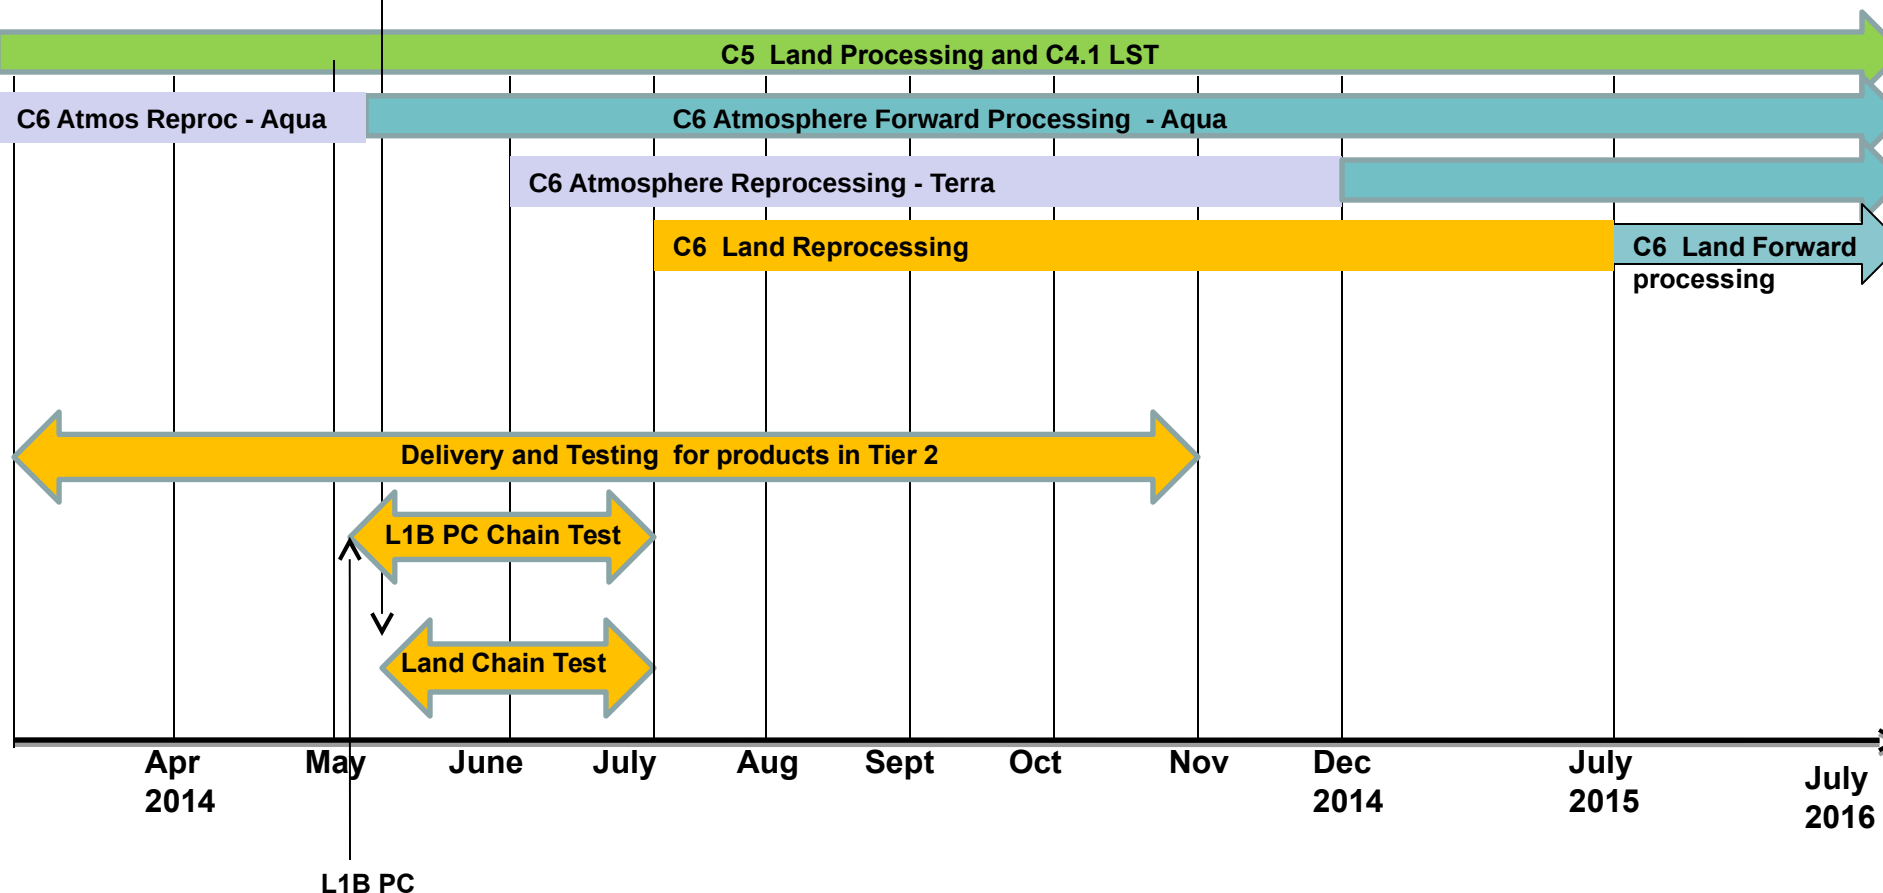 C5  Land Processing and C4.1 LST
C6 Atmos Reproc - Aqua
C6 Atmosphere Forward Processing  - Aqua
C6 Atmosphere Reprocessing - Terra
C6  Land Reprocessing
C6  Land Forward
processing
Delivery and Testing  for products in Tier 2
L1B PC Chain Test
Land Chain Test
Apr
2014
May
June
July
Aug
Sept
Oct
Nov
Dec
2014
July
2015
July
2016
L1B PC